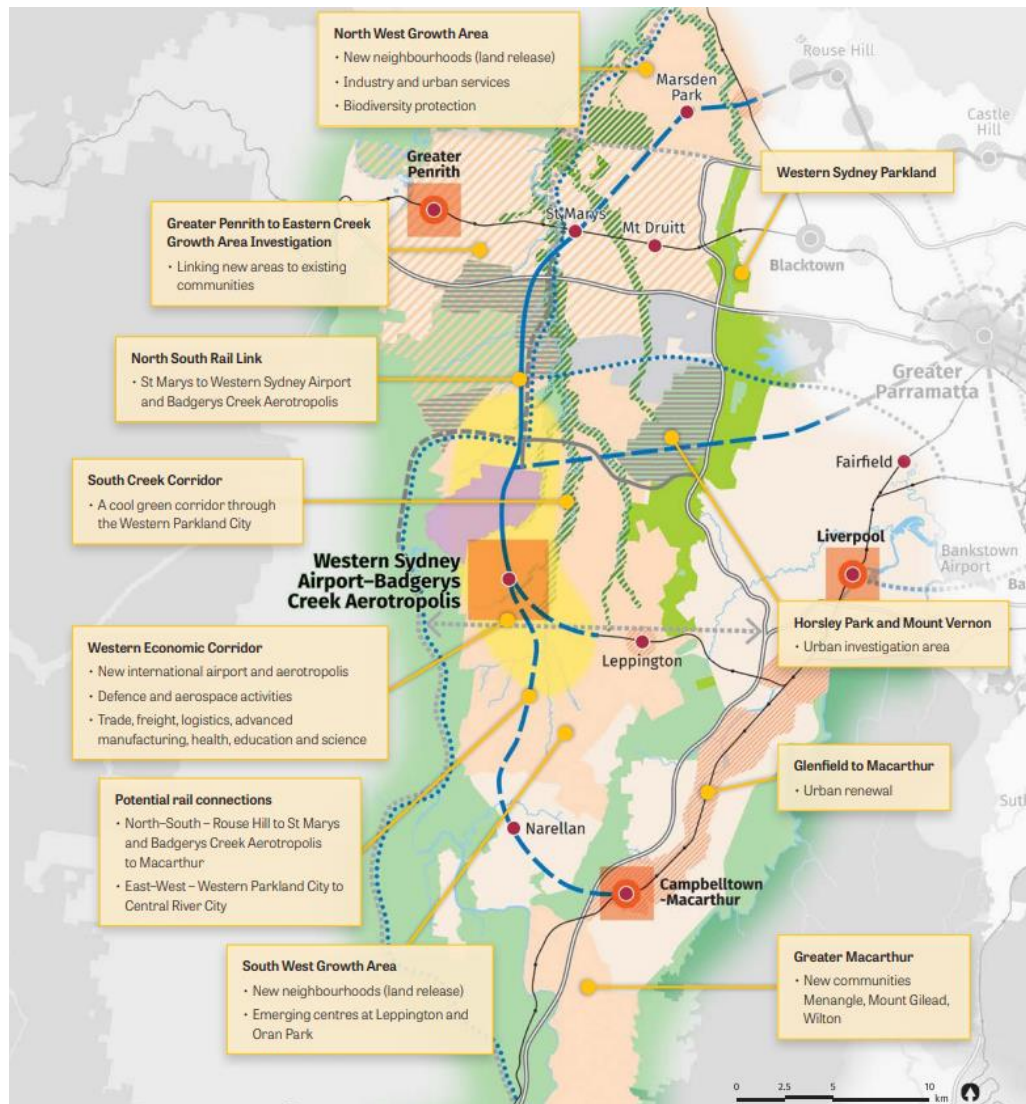 North West Growth Area
• New neighbourhoods (land release)
• Industry and urban services
• Biodiversity protection
Rouse Hill
Marsden
Park
Castle
Hill
Greater
Penrith
Western Sydney Parkland
Greater Penrith to Eastern Creek
Growth Area Investigation
• Linking new areas to existing
communities
St Marys
Mt Druitt
Blacktown
North South Rail Link
• St Marys to Western Sydney Airport
and Badgerys Creek Aerotropolis
Greater
Parramatta
South Creek Corridor
• A cool green corridor through
the Western Parkland City
Fairfield
Liverpool
Bankstown
Airport
Ba
Western Sydney
Airport–Badgerys
Creek Aerotropolis
Horsley Park and Mount Vernon
• Urban investigation area
Leppington
Western Economic Corridor
• New international airport and aerotropolis
• Defence and aerospace activities
• Trade, freight, logistics, advanced
manufacturing, health, education and science
Glenfield to Macarthur
• Urban renewal
Sut
Potential rail connections
• North–South – Rouse Hill to St Marys
and Badgerys Creek Aerotropolis
to Macarthur
• East–West – Western Parkland City to
Central River City
Narellan
Campbelltown
-Macarthur
South West Growth Area
• New neighbourhoods (land release)
• Emerging centres at Leppington and
Oran Park
Greater Macarthur
• New communities
Menangle, Mount Gilead,
Wilton
0 2.5 5 10
km